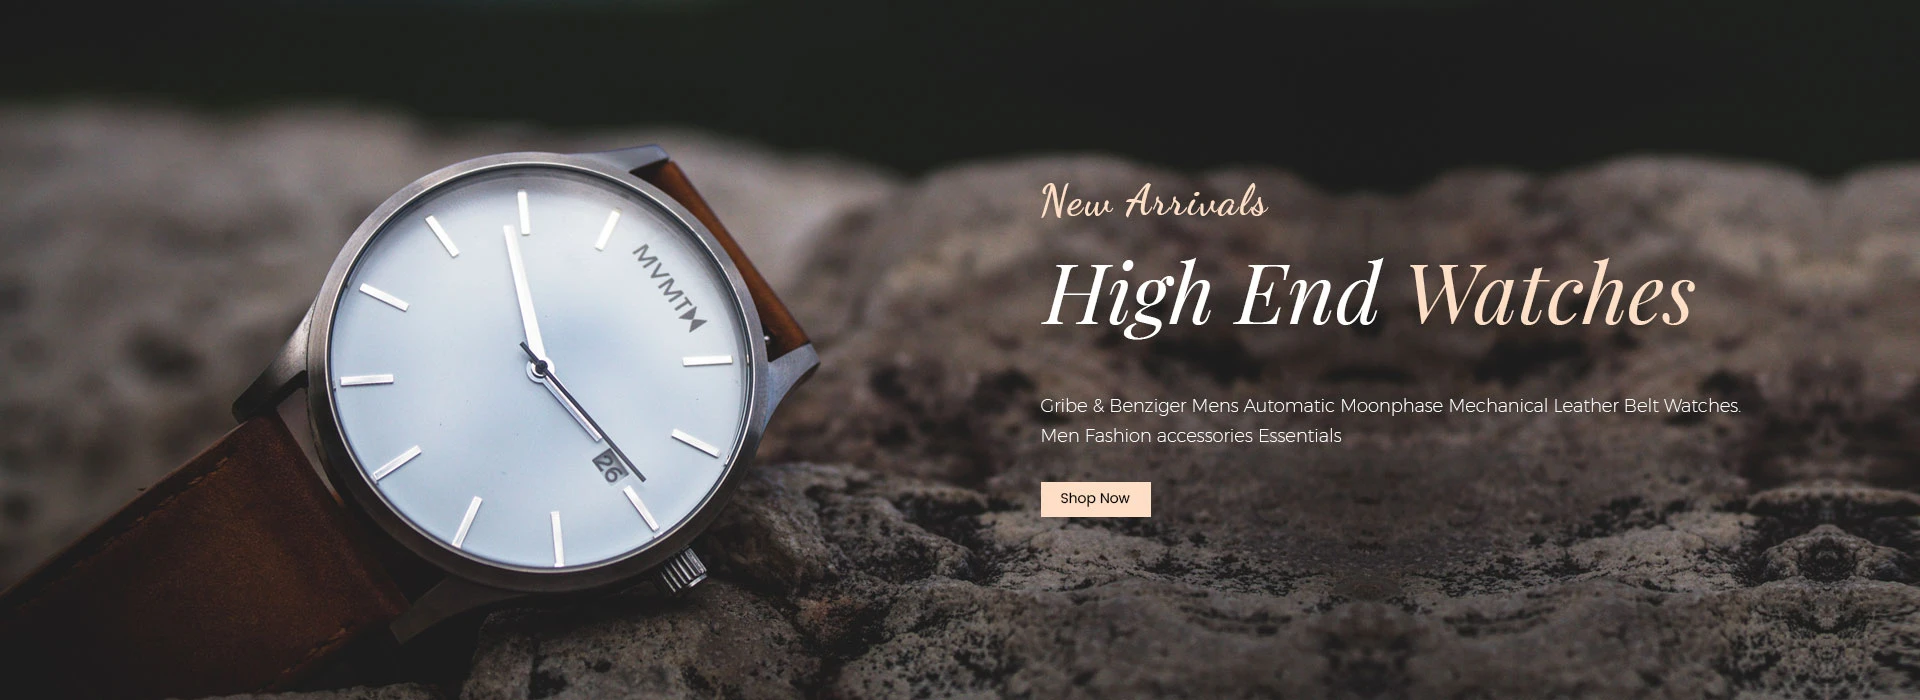 MVMT
26
New Arrivals
High End Watches
Gribe & Benziger Mens Automatic Moonphase Mechanical Leather Belt Watches.
Men Fashion accessories Essentials
Shop Now